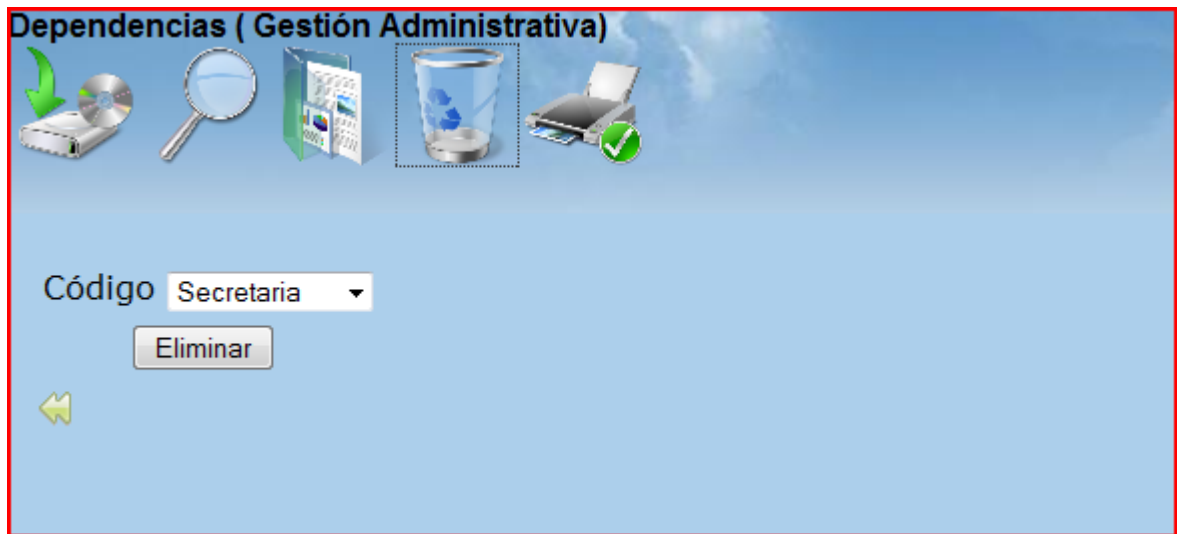 Dependencias ( Gestión Administrativa)
Código Secretaria
Eliminar